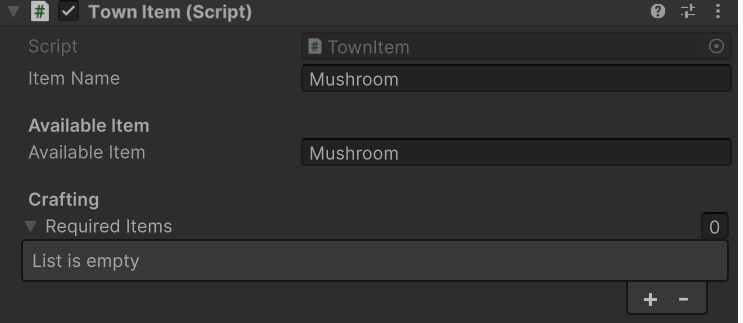 Town Item (Script)
Script TownItem
Item Name Mushroom
Available Item
Available Item Mushroom
Crafting
Required Items 0
List is empty
+ -